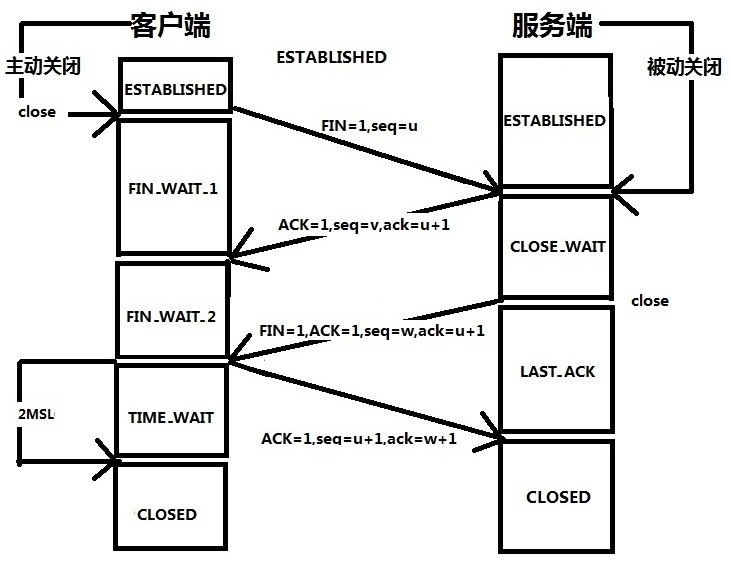 客户端
服务端
主动关闭
ESTABLISHED
被动关闭
ESTABLISHED
close
FIN=1,seq=u
ESTABLISHED
FIN_WAIT_1
ACK=1,seq=v,ack=u+1
CLOSE_WAIT
close
FIN_WAIT_2
FIN=1,ACK=1,seq=w,ack=u+1
LAST_ACK
2MSL
TIME_WAIT
ACK=1,seq=u+1,ack=w+1
CLOSED
CLOSED